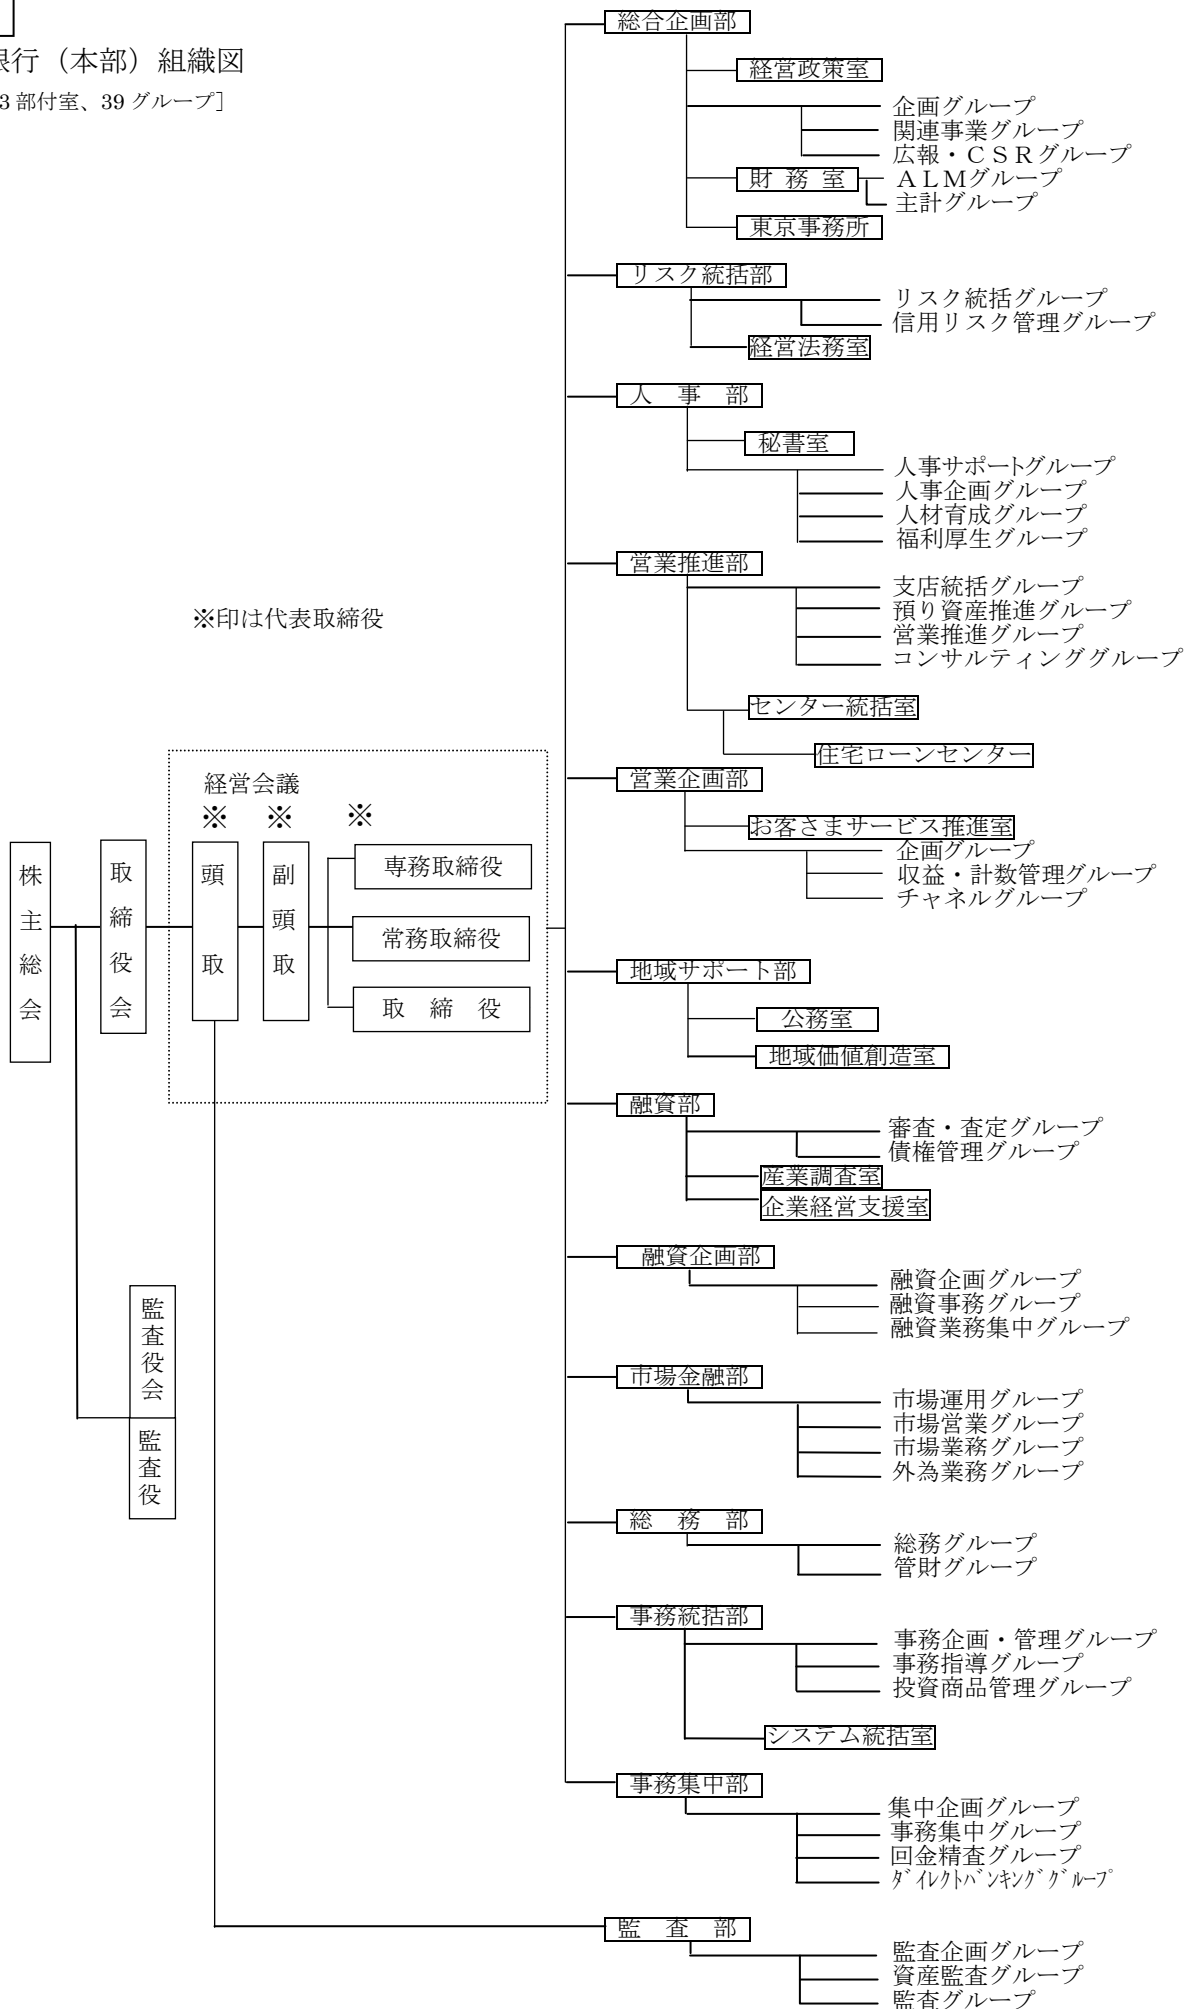 銀行（本部）組織図
3 部付室、39 グループ］
総合企画部
経営政策室
企画グループ
関連事業グループ
広報・ＣＳＲグループ
財 務 室
ＡＬＭグループ
主計グループ
東京事務所
リスク統括部
リスク統括グループ
信用リスク管理グループ
経営法務室
人 事 部
秘書室
人事サポートグループ
人事企画グループ
人材育成グループ
福利厚生グループ
営業推進部
支店統括グループ
預り資産推進グループ
営業推進グループ
コンサルティンググループ
センター統括室
住宅ローンセンター
※印は代表取締役
営業企画部
お客さまサービス推進室
企画グループ
収益・計数管理グループ
チャネルグループ
経営会議
※ ※ ※
株主総会
取締役会
頭取
副頭取
専務取締役
常務取締役
取 締 役
監査役会
監査役
地域サポート部
公務室
地域価値創造室
融資部
審査・査定グループ
債権管理グループ
産業調査室
企業経営支援室
融資企画部
融資企画グループ
融資事務グループ
融資業務集中グループ
市場金融部
市場運用グループ
市場営業グループ
市場業務グループ
外為業務グループ
総 務 部
総務グループ
管財グループ
事務統括部
事務企画・管理グループ
事務指導グループ
投資商品管理グループ
システム統括室
事務集中部
集中企画グループ
事務集中グループ
回金精査グループ
ﾀﾞｲﾚｸﾄﾊﾞﾝｷﾝｸﾞｸﾞﾙｰﾌﾟ
監 査 部
監査企画グループ
資産監査グループ
監査グループ